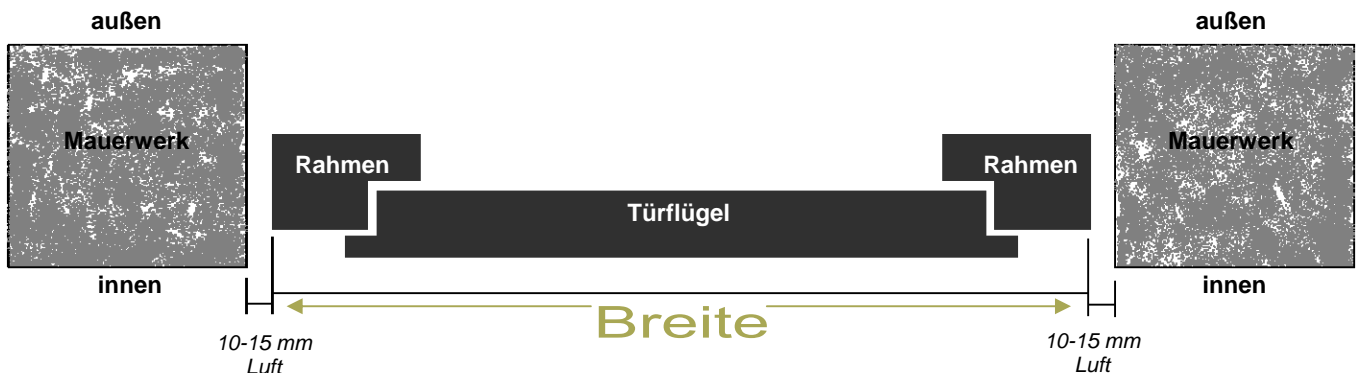 außen
außen
Mauerwerk
Rahmen
Rahmen
Mauerwerk
Türflügel
innen
innen
Breite
10-15 mm
Luft
10-15 mm
Luft